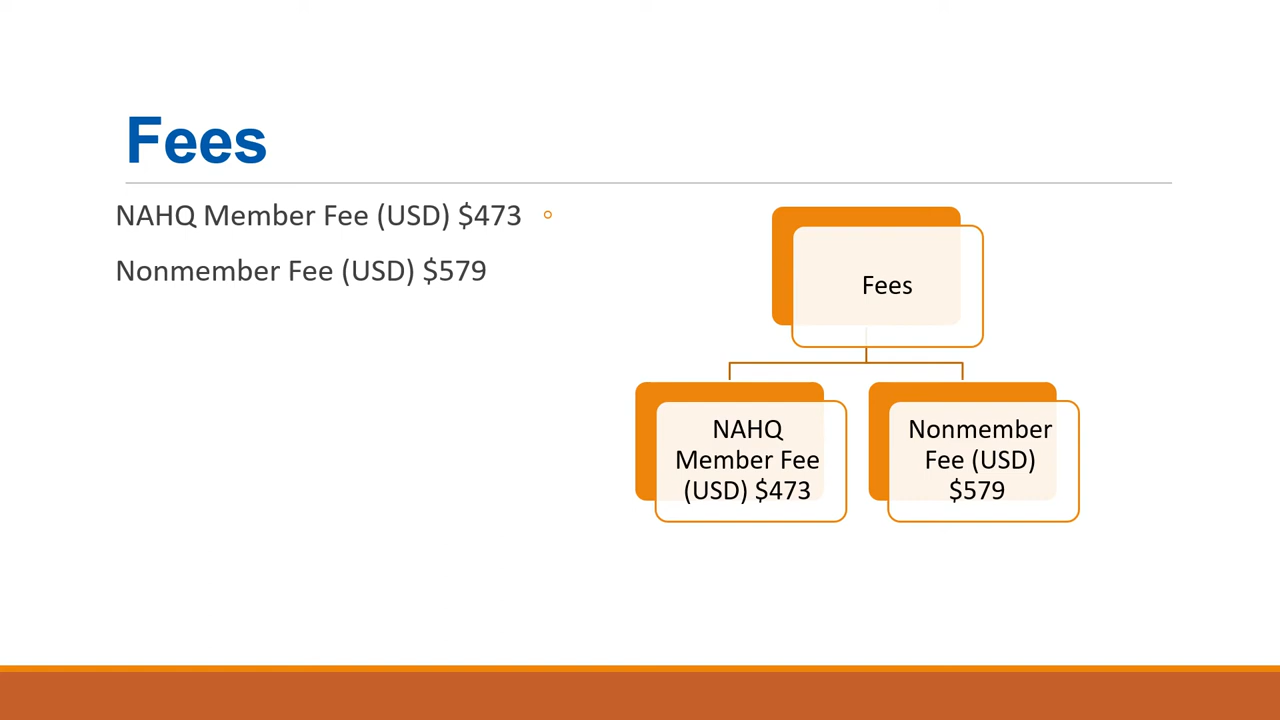 Fees
NAHQ Member Fee (USD) $473
Nonmember Fee (USD) $579
Fees
NAHQ
Member Fee
(USD) $473
Nonmember
Fee (USD)
$579